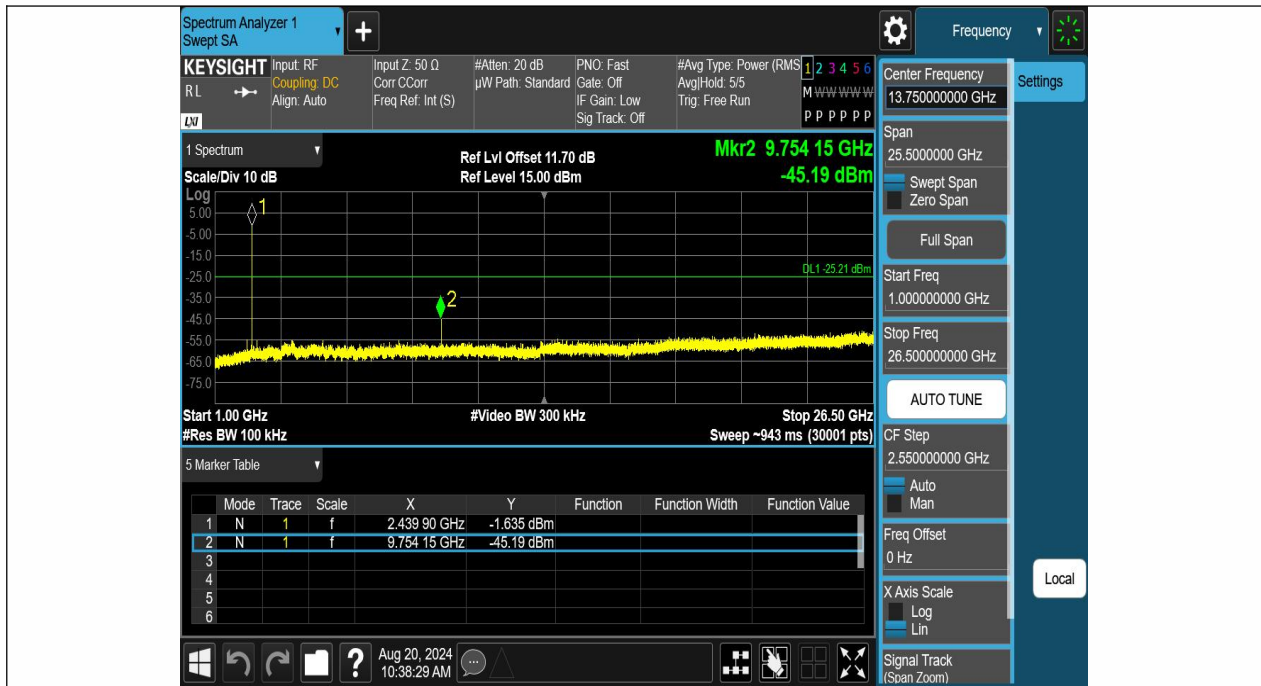 Spectrum Analyzer 1
Swept SA
+
Frequency
KEYSIGHT
RL
LXI
Input: RF
Coupling: DC
Align: Auto
Input Z: 50 Ω
Corr CCorr
Freq Ref: Int (S)
#Atten: 20 dB
µW Path: Standard
PNO: Fast
Gate: Off
IF Gain: Low
Sig Track: Off
#Avg Type: Power (RMS
Avg|Hold: 5/5
Trig: Free Run
1 2 3 4 5 6
M W W W W W
P P P P P P
1 Spectrum
Scale/Div 10 dB
Ref Lvl Offset 11.70 dB
Ref Level 15.00 dBm
Mkr2 9.754 15 GHz
-45.19 dBm
Log
5.00
-5.00
-15.0
-25.0
-35.0
-45.0
-55.0
-65.0
-75.0
1
2
DL1 -25.21 dBm
Start 1.00 GHz
#Res BW 100 kHz
#Video BW 300 kHz
Stop 26.50 GHz
Sweep ~943 ms (30001 pts)
5 Marker Table
Mode Trace Scale X Y Function Function Width Function Value
1 N 1 f 2.439 90 GHz -1.635 dBm
2 N 1 f 9.754 15 GHz -45.19 dBm
3
4
5
6
?
Aug 20, 2024
10:38:29 AM
Center Frequency
13.750000000 GHz
Settings
Span
25.5000000 GHz
Swept Span
Zero Span
Full Span
Start Freq
1.000000000 GHz
Stop Freq
26.500000000 GHz
AUTO TUNE
CF Step
2.550000000 GHz
Auto
Man
Freq Offset
0 Hz
Local
X Axis Scale
Log
Lin
Signal Track
(Span Zoom)